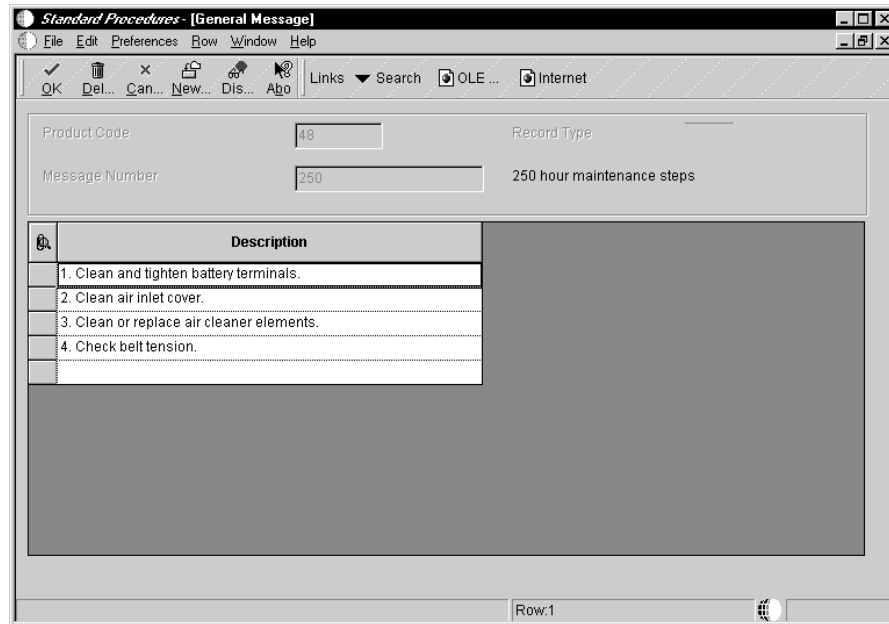 Standard Procedures - [General Message]
File Edit Preferences Row Window Help
OK Del... Can... New... Dis... Abo Links Search OLE ... Internet
Product Code 48 Record Type
Message Number 250 250 hour maintenance steps
Description
1. Clean and tighten battery terminals.
2. Clean air inlet cover.
3. Clean or replace air cleaner elements.
4. Check belt tension.
Row:1